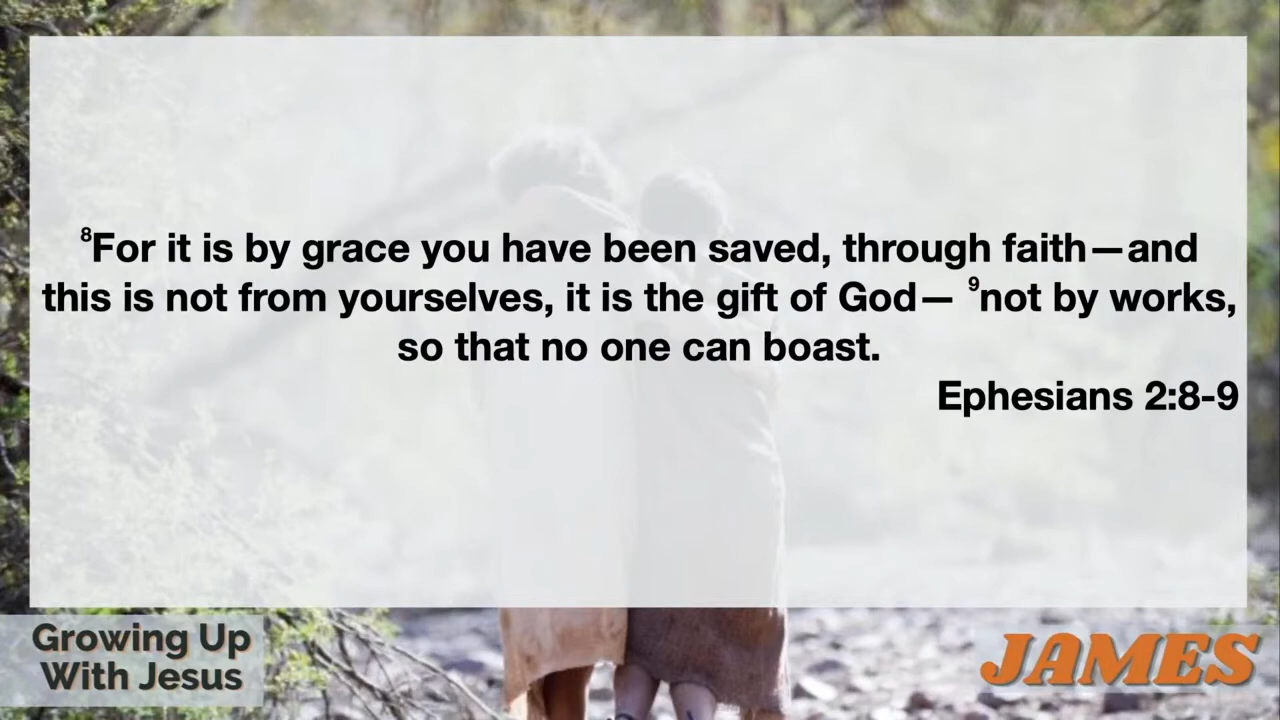 ⁸For it is by grace you have been saved, through faith—and
this is not from yourselves, it is the gift of God— ⁹not by works,
so that no one can boast.
Ephesians 2:8-9
Growing Up
With Jesus
JAMES